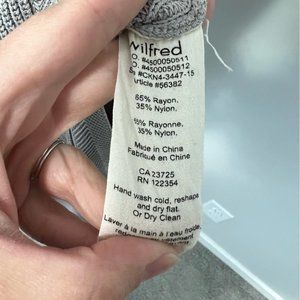 Wilfred
O. #4500050511
O. #4500050512
#CKN4-3447-15
Article #56382
65% Rayon,
35% Nylon.
65% Rayonne,
35% Nylon.
Made in China
Fabriqué en Chine
CA 23725
RN 122354
Hand wash cold, reshape
and dry flat.
Or Dry Clean
Laver à la main à l'eau froide,
vêtement